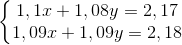 1,1x + 1,08y = 2,17
1,09x + 1,09y = 2,18